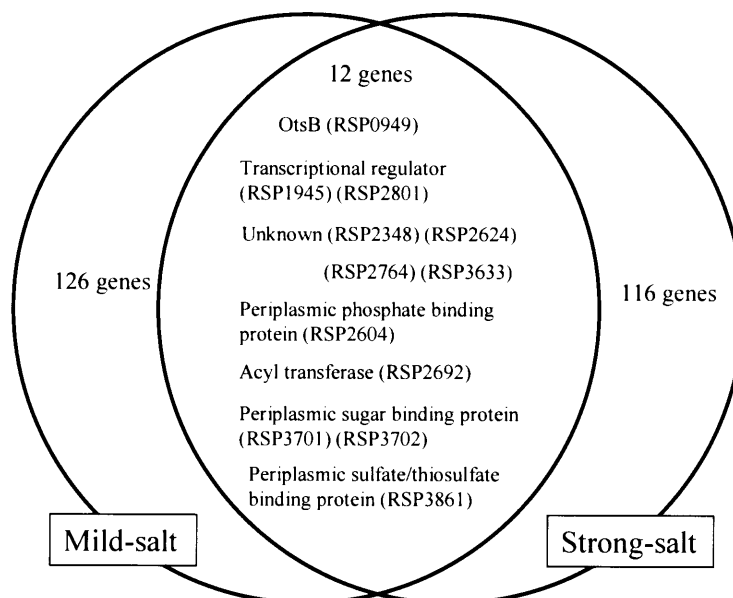 12 genes
OtsB (RSP0949)
Transcriptional regulator
(RSP1945) (RSP2801)
Unknown (RSP2348) (RSP2624)
(RSP2764) (RSP3633)
126 genes
116 genes
Periplasmic phosphate binding
protein (RSP2604)
Acyl transferase (RSP2692)
Periplasmic sugar binding protein
(RSP3701) (RSP3702)
Periplasmic sulfate/thiosulfate
binding protein (RSP3861)
Mild-salt
Strong-salt